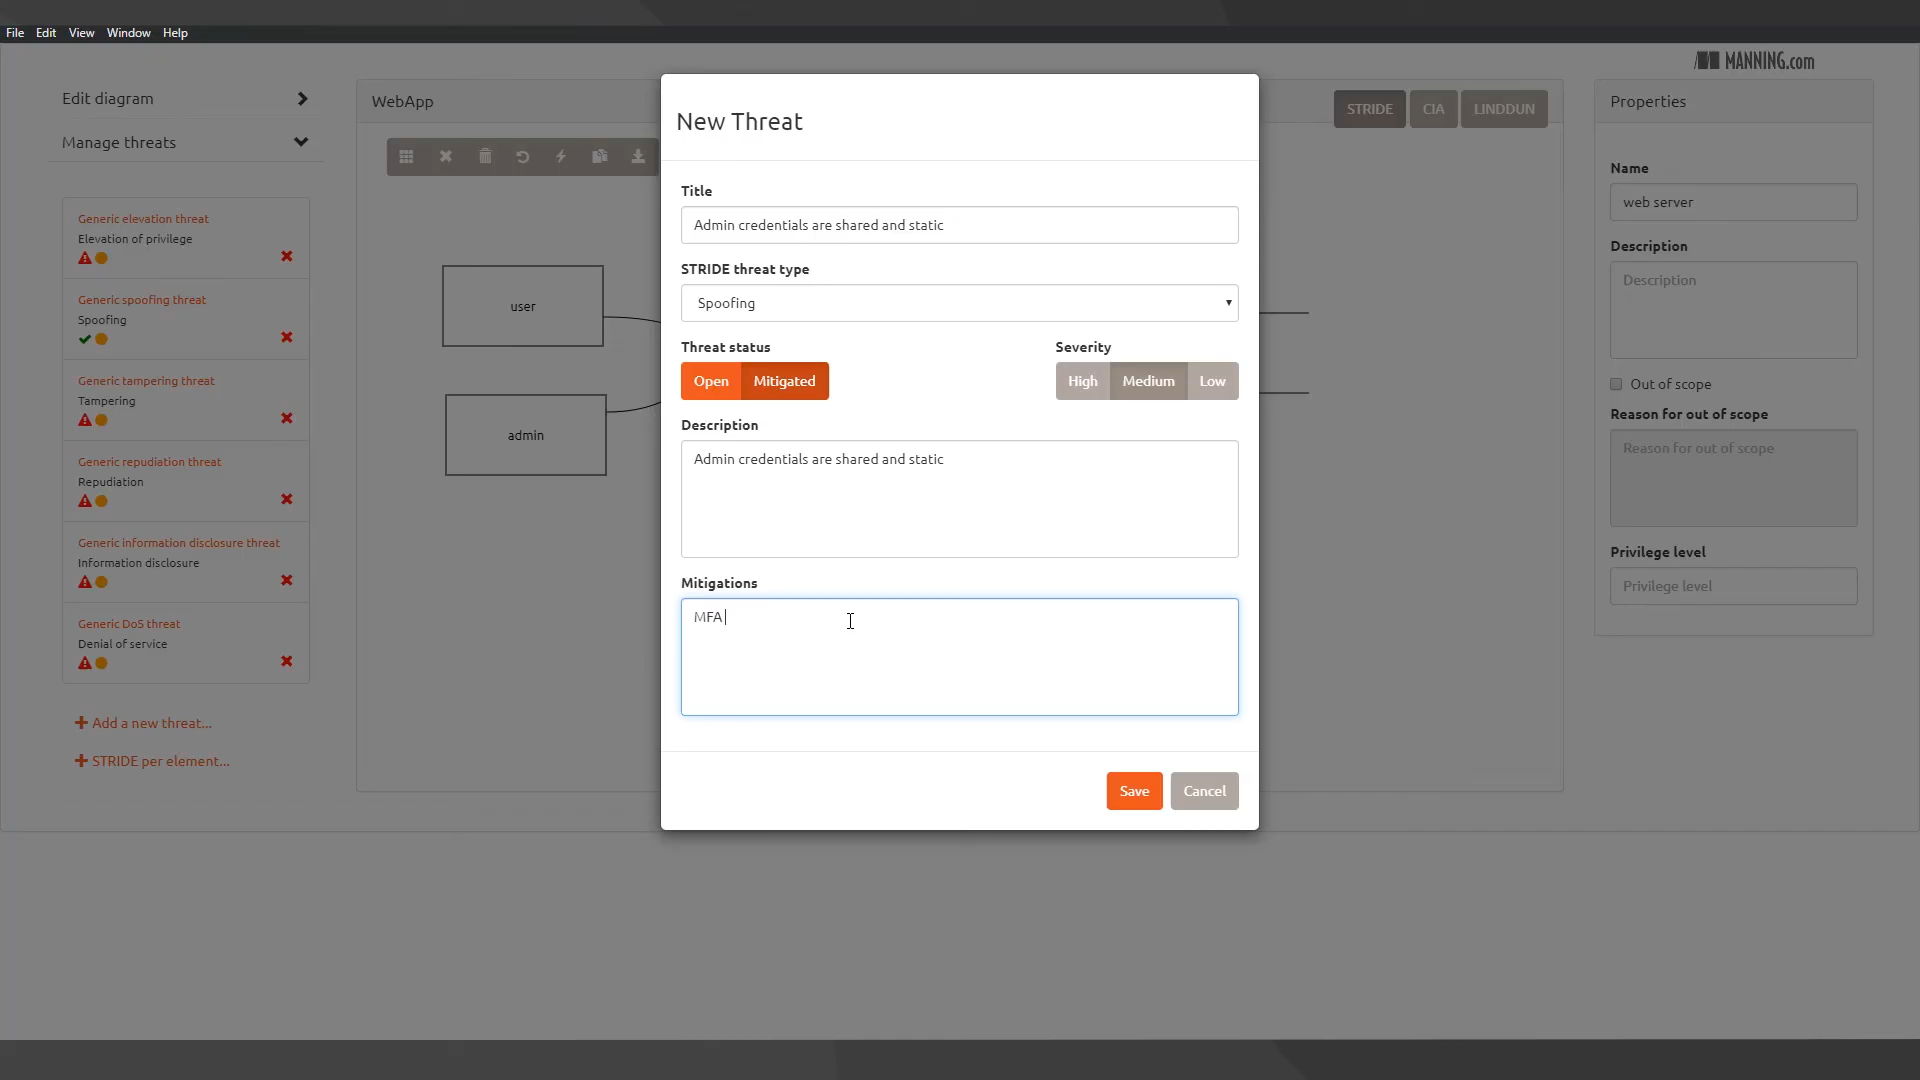 File Edit View Window Help
MANNING.com
Edit diagram
Manage threats
Generic elevation threat
Elevation of privilege
Generic spoofing threat
Spoofing
Generic tampering threat
Tampering
Generic repudiation threat
Repudiation
Generic information disclosure threat
Information disclosure
Generic DoS threat
Denial of service
Add a new threat...
STRIDE per element...
WebApp
user
admin
STRIDE CIA LINDDUN
New Threat
Title
Admin credentials are shared and static
STRIDE threat type
Spoofing
Threat status Severity
Open Mitigated High Medium Low
Description
Admin credentials are shared and static
Mitigations
MFA
Save Cancel
Properties
Name
web server
Description
Description
Out of scope
Reason for out of scope
Reason for out of scope
Privilege level
Privilege level